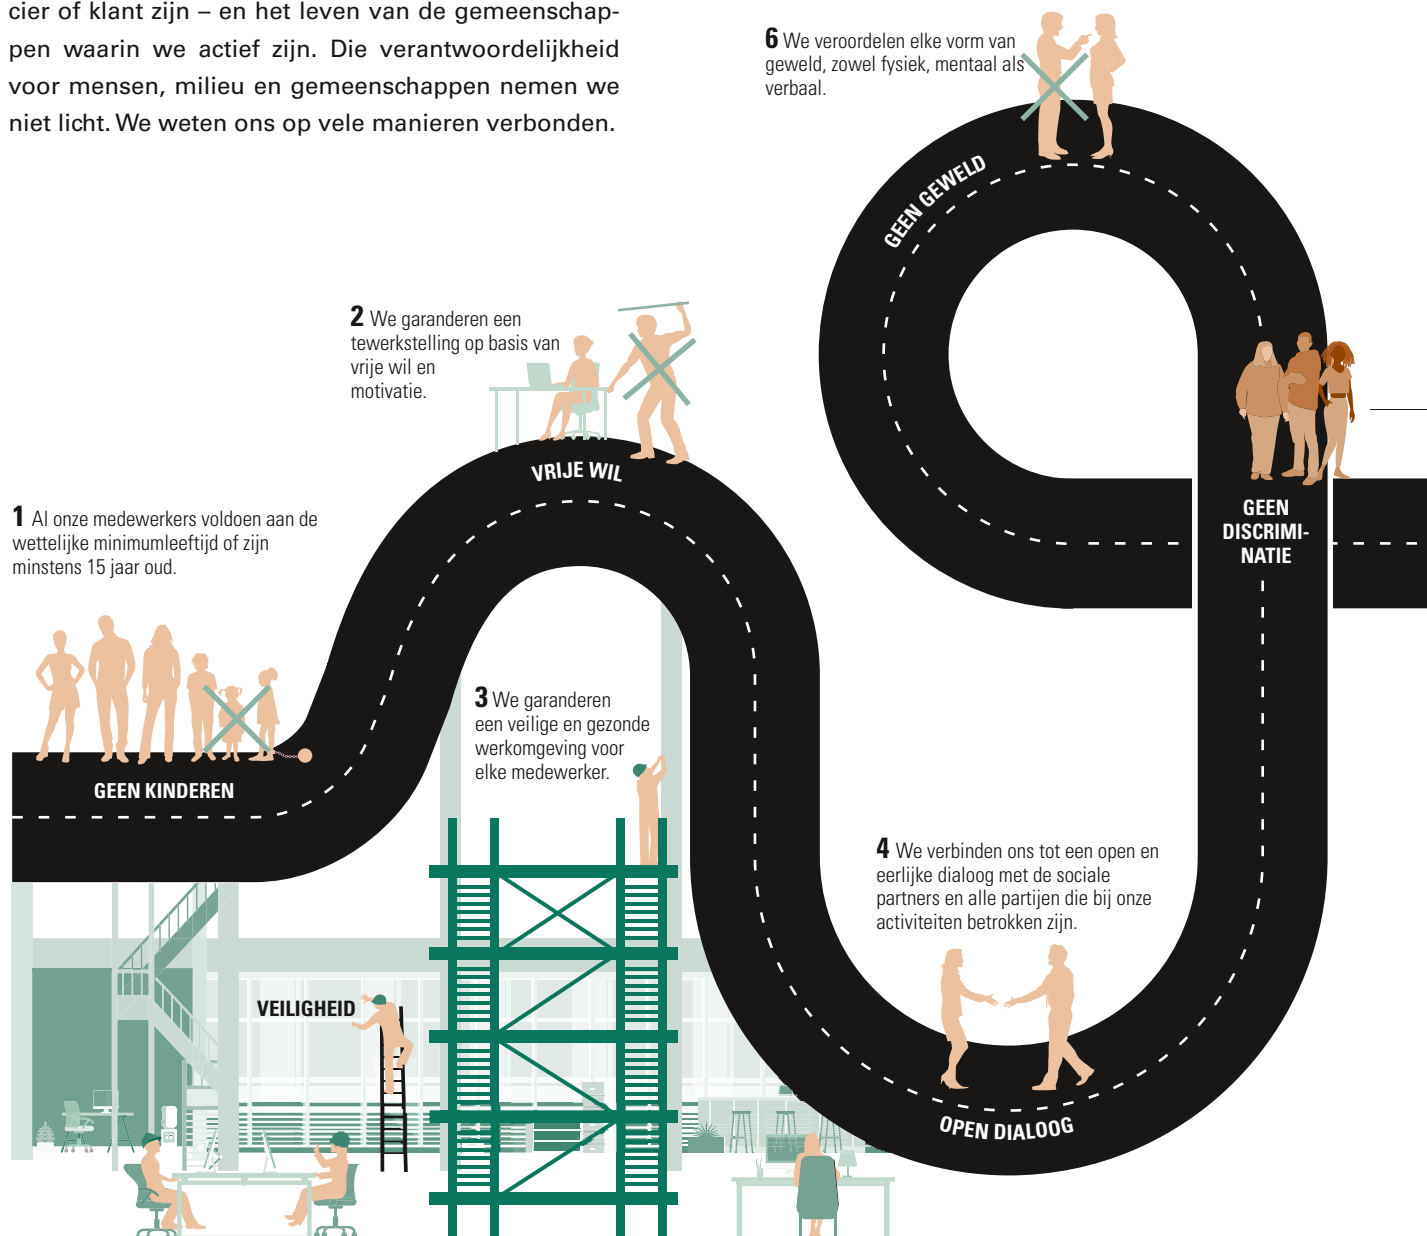 cier of klant zijn – en het leven van de gemeenschap-
pen waarin we actief zijn. Die verantwoordelijkheid
voor mensen, milieu en gemeenschappen nemen we
niet licht. We weten ons op vele manieren verbonden.
6 We veroordelen elke vorm van
geweld, zowel fysiek, mentaal als
verbaal.
GEEN GEWELD
2 We garanderen een
tewerkstelling op basis van
vrije wil en
motivatie.
VRIJE WIL
1 Al onze medewerkers voldoen aan de
wettelijke minimumleeftijd of zijn
minstens 15 jaar oud.
GEEN KINDEREN
GEEN
DISCRIMI-
NATIE
3 We garanderen
een veilige en gezonde
werkomgeving voor
elke medewerker.
VEILIGHEID
4 We verbinden ons tot een open en
eerlijke dialoog met de sociale
partners en alle partijen die bij onze
activiteiten betrokken zijn.
OPEN DIALOOG